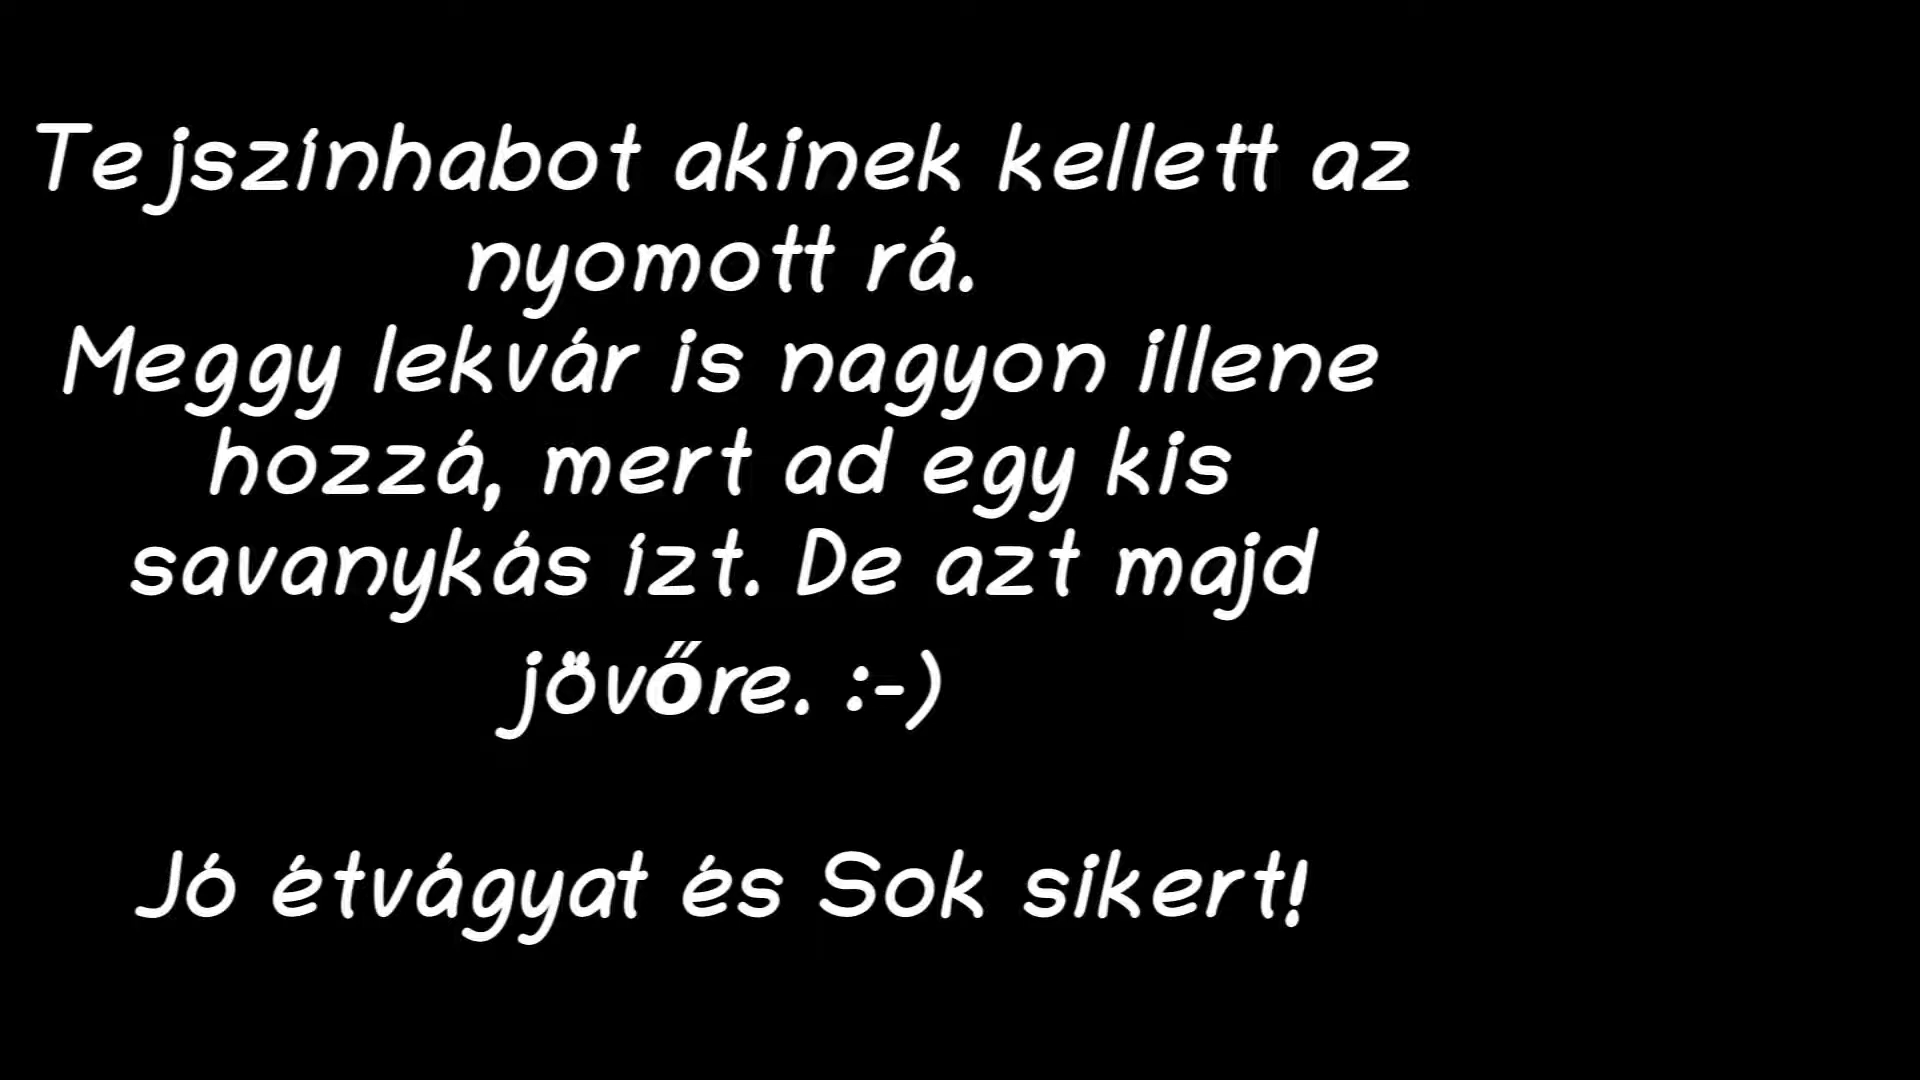 Tejszínhabot akinek kellett az
nyomott rá.
Meggy lekvár is nagyon illene
hozzá, mert ad egy kis
savanykás ízt. De azt majd
jövőre. :-)
Jó étvágyat és Sok sikert!